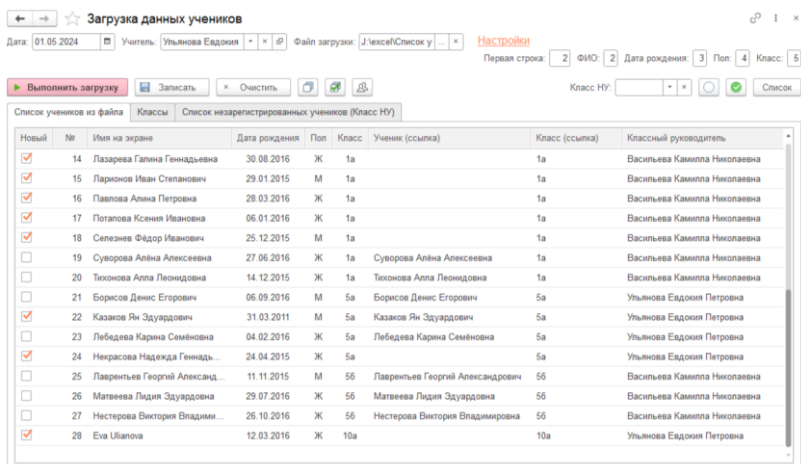 Загрузка данных учеников
Дата: 01.05.2024 Учитель: Ульянова Евдокия Файл загрузки: J:\excel\Список у ... × Настройки
Первая строка: 2 ФИО: 2 Дата рождения: 3 Пол: 4 Класс: 5
Выполнить загрузку Записать × Очистить Класс НУ: Список
Список учеников из файла Классы Список незарегистрированных учеников (Класс НУ)
Новый № Имя на экране Дата рождения Пол Класс Ученик (ссылка) Класс (ссылка) Классный руководитель
14 Лазарева Галина Геннадьевна 30.08.2016 Ж 1а 1а Васильева Камилла Николаевна
15 Ларионов Иван Степанович 29.01.2015 М 1а 1а Васильева Камилла Николаевна
16 Павлова Алина Петровна 28.03.2016 Ж 1а 1а Васильева Камилла Николаевна
17 Потапова Ксения Ивановна 06.01.2016 Ж 1а 1а Васильева Камилла Николаевна
18 Селезнев Фёдор Иванович 25.12.2015 М 1а 1а Васильева Камилла Николаевна
19 Суворова Алёна Алексеевна 27.06.2016 Ж 1а Суворова Алёна Алексеевна 1а Васильева Камилла Николаевна
20 Тихонова Алла Леонидовна 14.12.2015 Ж 1а Тихонова Алла Леонидовна 1а Васильева Камилла Николаевна
21 Борисов Денис Егорович 06.09.2016 М 5а Борисов Денис Егорович 5а Ульянова Евдокия Петровна
22 Казаков Ян Эдуардович 31.03.2011 М 5а Казаков Ян Эдуардович 5а Ульянова Евдокия Петровна
23 Лебедева Карина Семёновна 04.02.2016 Ж 5а Лебедева Карина Семёновна 5а Ульянова Евдокия Петровна
24 Некрасова Надежда Геннадь... 24.04.2015 Ж 5а 5а Ульянова Евдокия Петровна
25 Лаврентьев Георгий Александ... 11.11.2015 М 5б Лаврентьев Георгий Александрович 5б Васильева Камилла Николаевна
26 Матвеева Лидия Эдуардовна 29.07.2016 Ж 5б Матвеева Лидия Эдуардовна 5б Васильева Камилла Николаевна
27 Нестерова Виктория Владими... 26.10.2016 Ж 5б Нестерова Виктория Владимировна 5б Васильева Камилла Николаевна
28 Eva Ulianova 12.03.2016 Ж 10а 10а Ульянова Евдокия Петровна